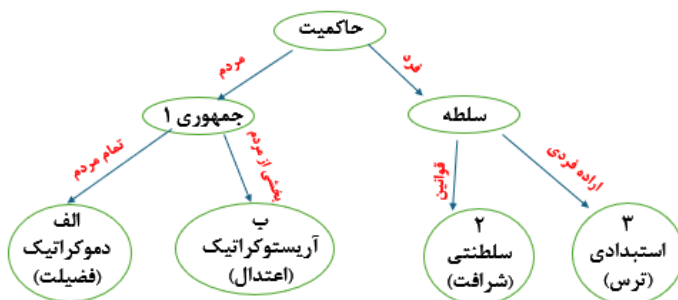 حاکمیت
مردم
فرد
جمهوری ۱
سلطه
تمام مردم
بخشی از مردم
قوانین
اراده فردی
الف
دموکراتیک
(فضیلت)
ب
آریستوکراتیک
(اعتدال)
۲
سلطنتی
(شرافت)
۳
استبدادی
(ترس)